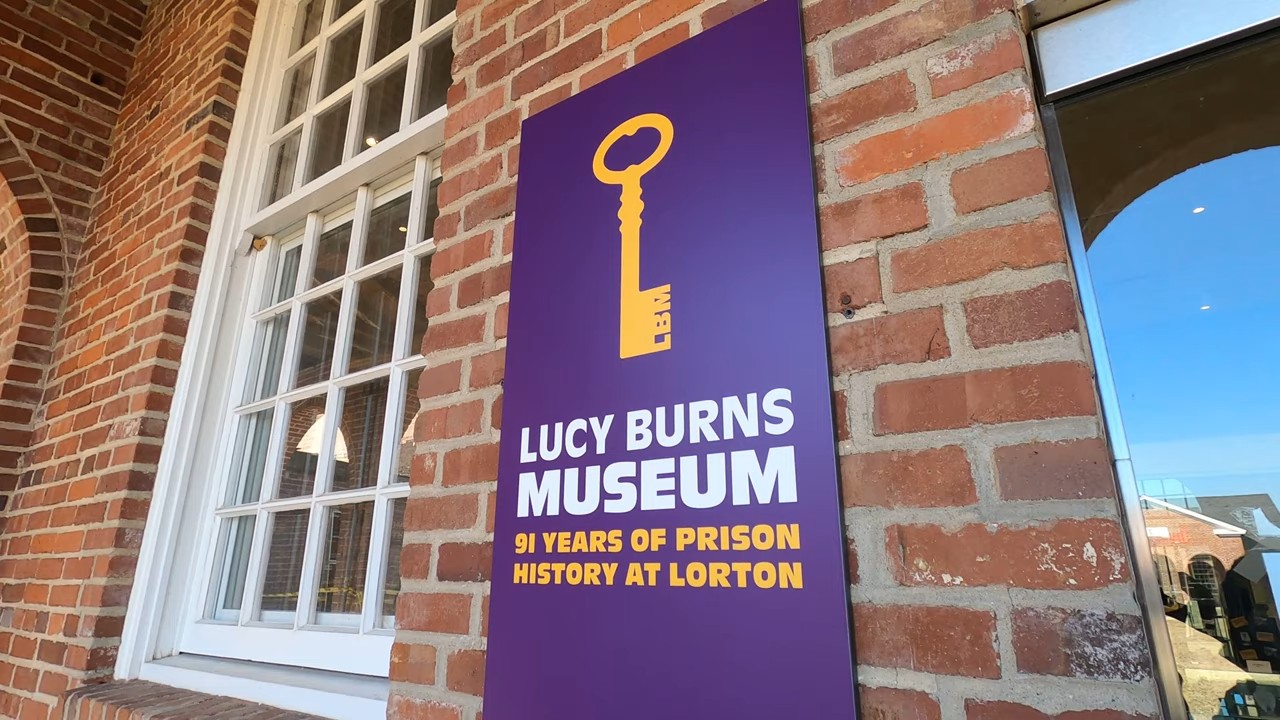 LBM
LUCY BURNS
MUSEUM
91 YEARS OF PRISON
HISTORY AT LORTON